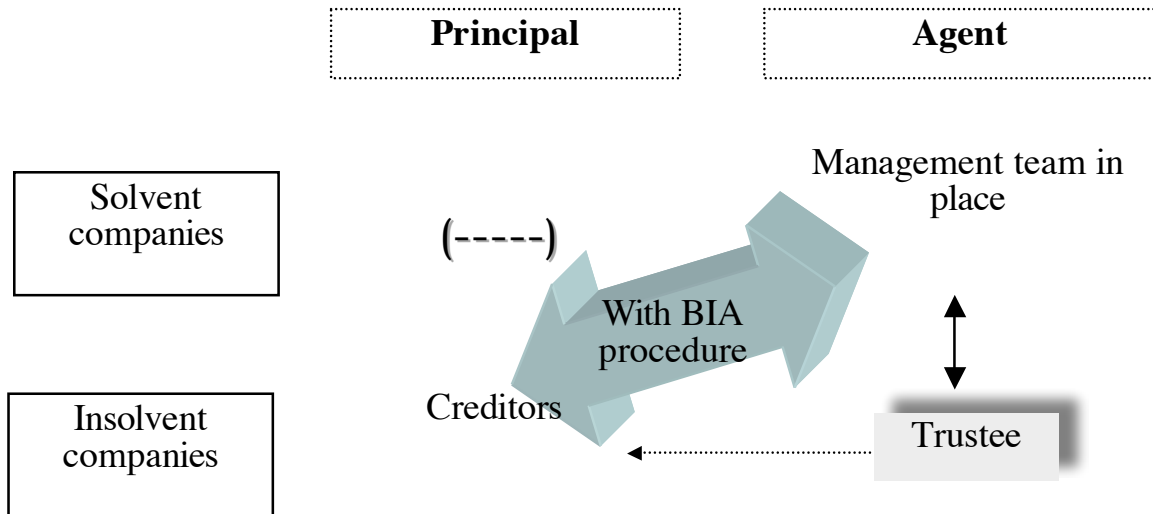 Principal
Agent
Management team in
place
Solvent
companies
(-----)
With BIA
procedure
Creditors
Insolvent
companies
Trustee